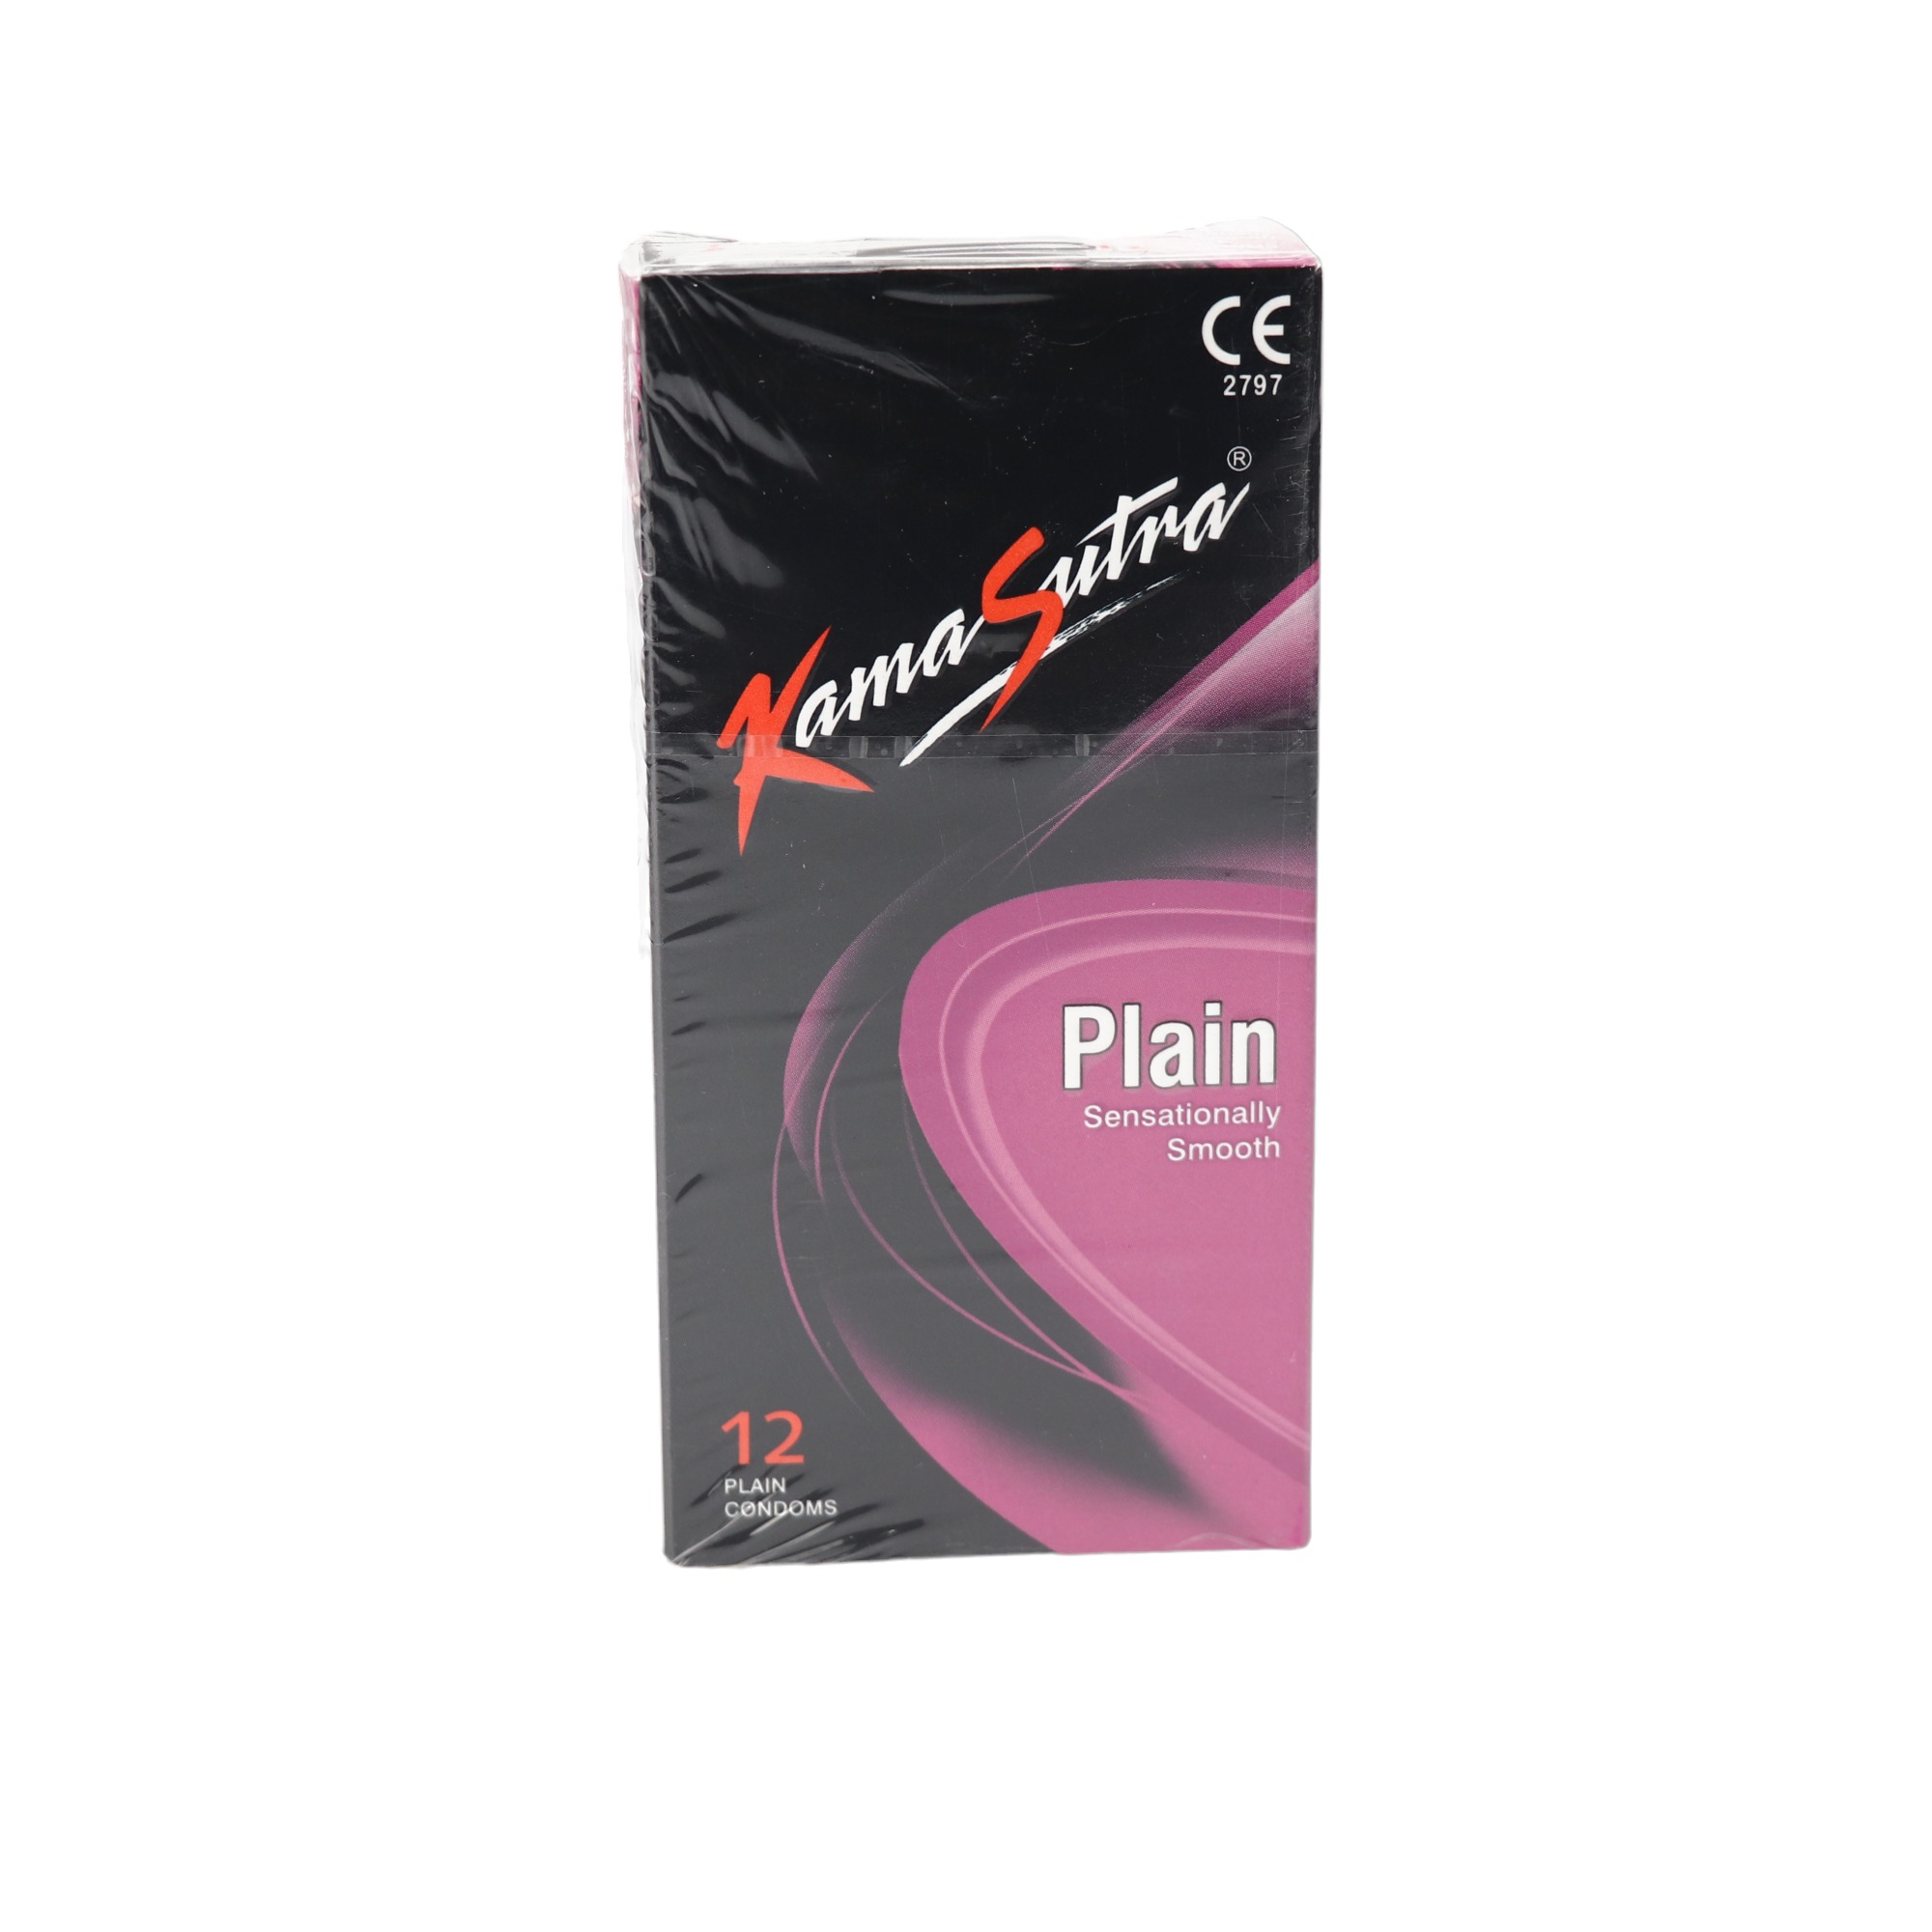 CE
2797
KamaSutra®
Plain
Sensationally
Smooth
12
PLAIN
CONDOMS